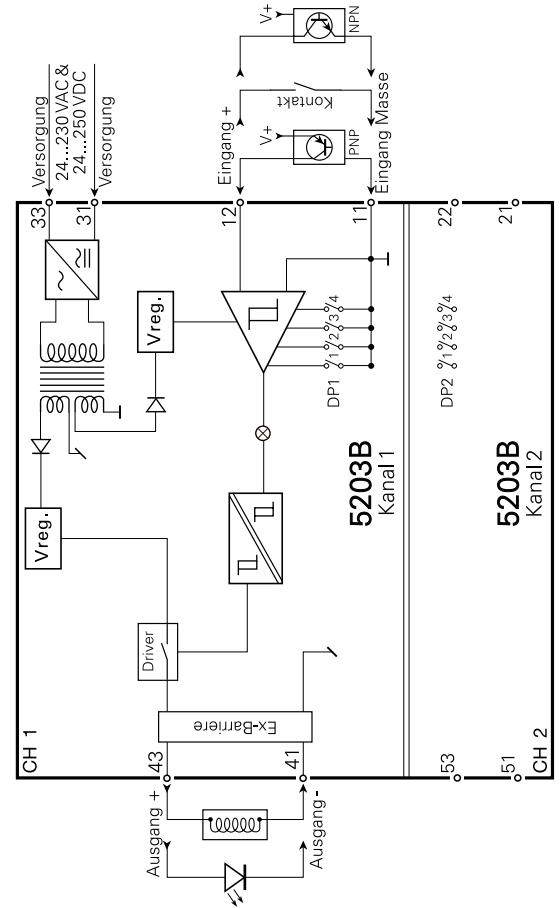 CH 1
Vreg.
33
31
Versorgung
24...230 VAC &
24...250 VDC
Versorgung
Vreg.
Driver
Ex-Barriere
43
41
Ausgang +
Ausgang-
12
11
Eingang +
Eingang Masse
V+
PNP
Kontakt
V+
NPN
DP1
1
2
3
4
5203B
Kanal 1
DP2
1
2
3
4
22
21
5203B
Kanal 2
53
51
CH 2